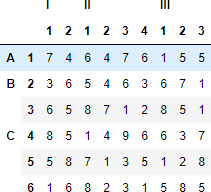 I II III
1 2 1 2 3 4 1 2 3
A 1 7 4 6 4 7 6 1 5 5
B 2 3 6 5 4 6 3 6 7 1
3 6 5 8 7 1 2 8 5 1
C 4 8 5 1 4 9 6 6 3 7
5 5 8 7 1 3 5 1 2 8
6 1 6 8 2 3 1 5 8 5